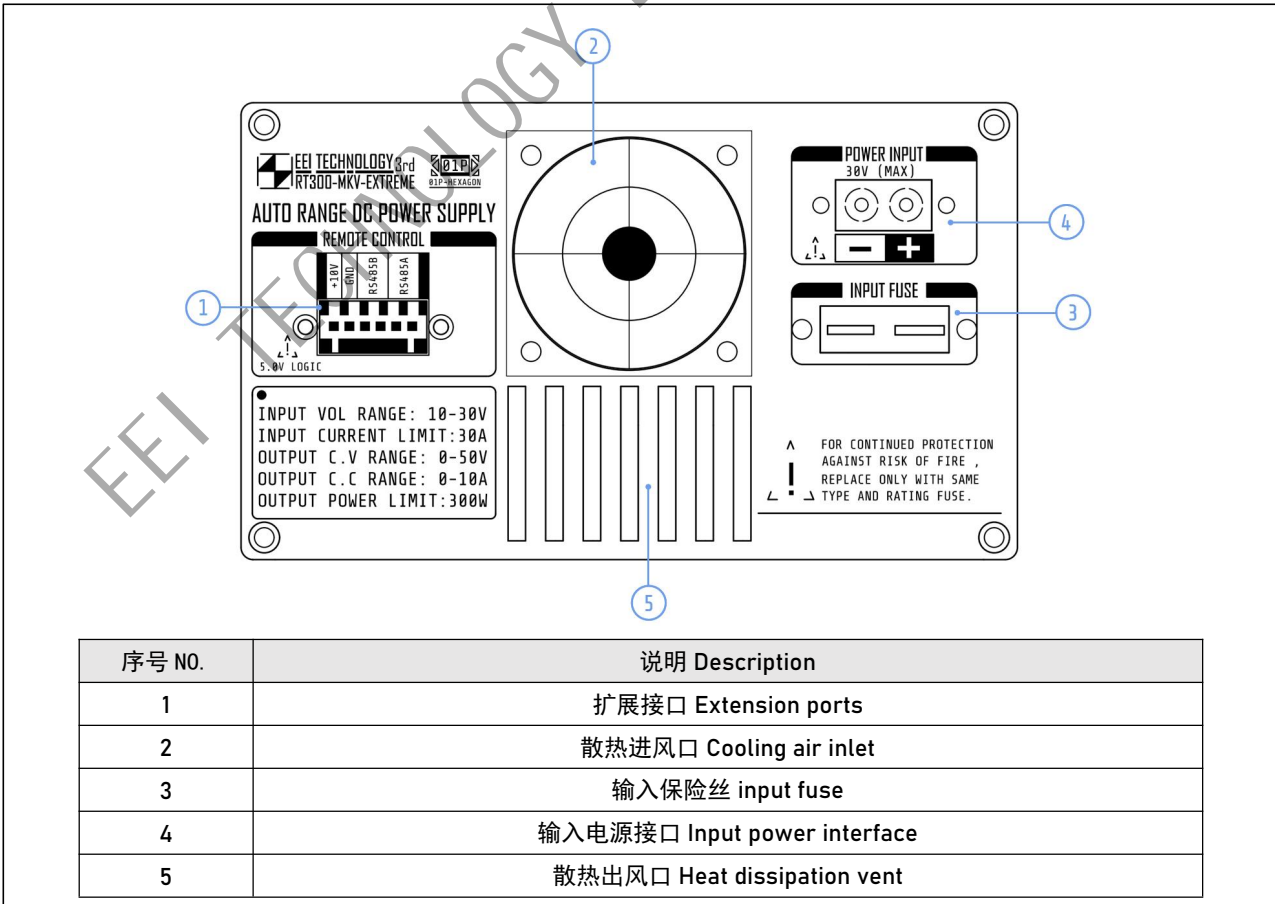 EEI TECHNOLOGY
2
EEI TECHNOLOGY 3rd
RT300-MKV-EXTREME
01P
01P-HEXAGON
AUTO RANGE DC POWER SUPPLY
REMOTE CONTROL
+10V
GND
RS485B
RS485A
1
5.0V LOGIC
POWER INPUT
30V (MAX)
4
!
- +
INPUT FUSE
3
INPUT VOL RANGE: 10-30V
INPUT CURRENT LIMIT:30A
OUTPUT C.V RANGE: 0-50V
OUTPUT C.C RANGE: 0-10A
OUTPUT POWER LIMIT:300W
!
FOR CONTINUED PROTECTION
AGAINST RISK OF FIRE ,
REPLACE ONLY WITH SAME
TYPE AND RATING FUSE.
5
序号 NO. 说明 Description
1 扩展接口 Extension ports
2 散热进风口 Cooling air inlet
3 输入保险丝 input fuse
4 输入电源接口 Input power interface
5 散热出风口 Heat dissipation vent